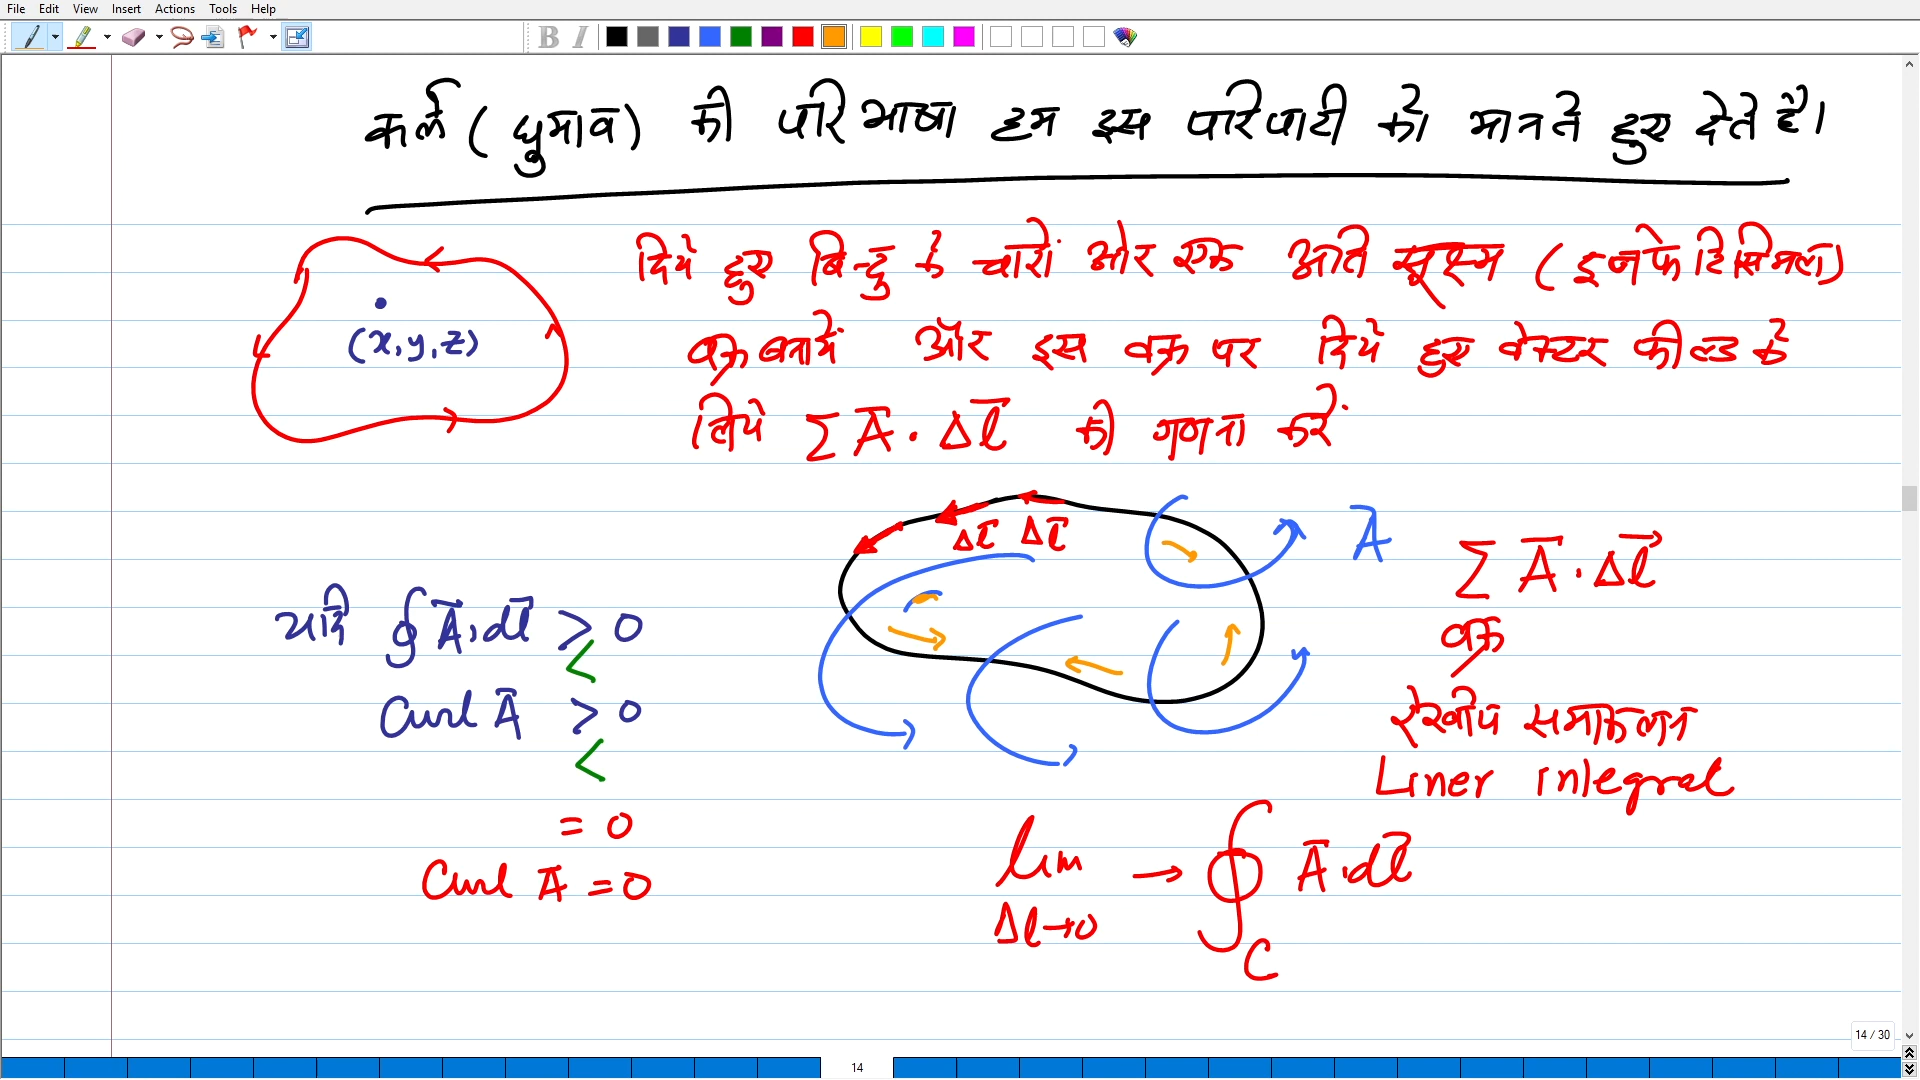 File Edit View Insert Actions Tools Help
कर्ल (घुमाव) की परिभाषा हम इस परिपाटी को मानते हुए देते है।
दिये हुए बिन्दु के चारों ओर एक अति सूक्ष्म (इनफेनिटिसिमल)
(x, y, z)
वक्र बनायें और इस वक्र पर दिये हुए वेक्टर फील्ड के
लिये ∑ A̅ · Δl⃗ की गणना करें
Δl̅ Δl̅
A̅
∑ A̅ · Δl⃗
वक्र
यदि ∮ A̅ · dl̅ > 0
<
Curl A̅ > 0
<
रेखीय समाकलन
Liner integral
= 0
Curl A̅ = 0
lim → ∮ A̅ · dl̅
Δl→0 C
14 / 30
14